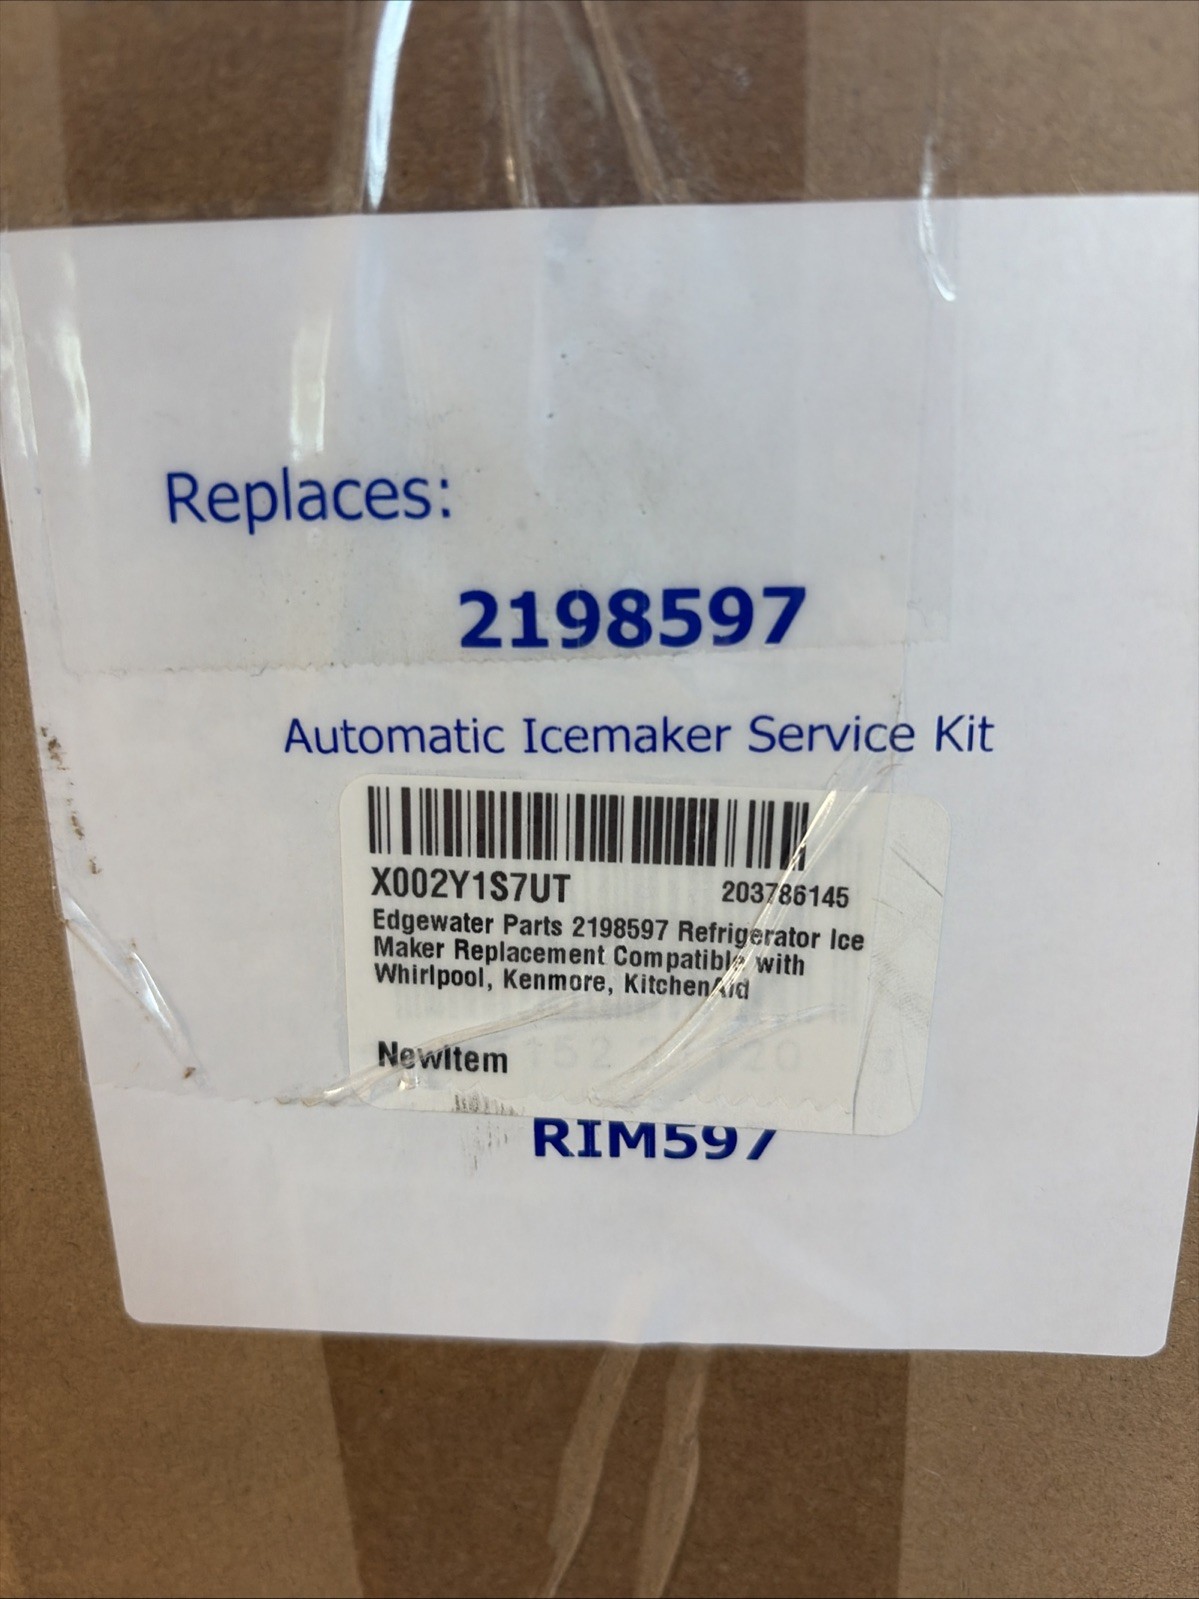 Replaces:
2198597
Automatic Icemaker Service Kit
X002Y1S7UT 203786145
Edgewater Parts 2198597 Refrigerator Ice
Maker Replacement Compatible with
Whirlpool, Kenmore, KitchenAid
NewItem
RIM597